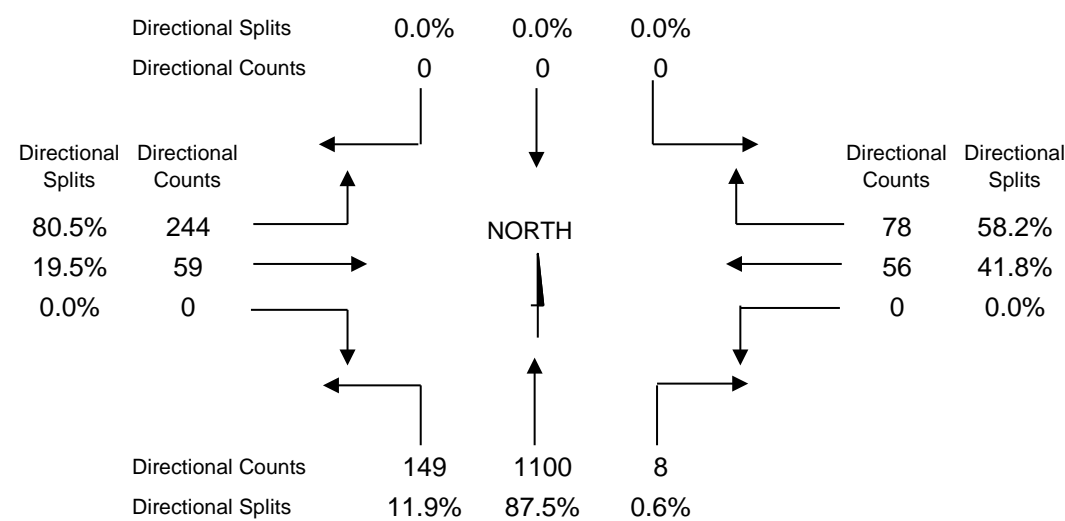 Directional Splits 0.0% 0.0% 0.0%
Directional Counts 0 0 0
Directional Directional Directional Directional
Splits Counts Counts Splits
80.5% 244 NORTH 78 58.2%
19.5% 59 56 41.8%
0.0% 0 0 0.0%
Directional Counts 149 1100 8
Directional Splits 11.9% 87.5% 0.6%